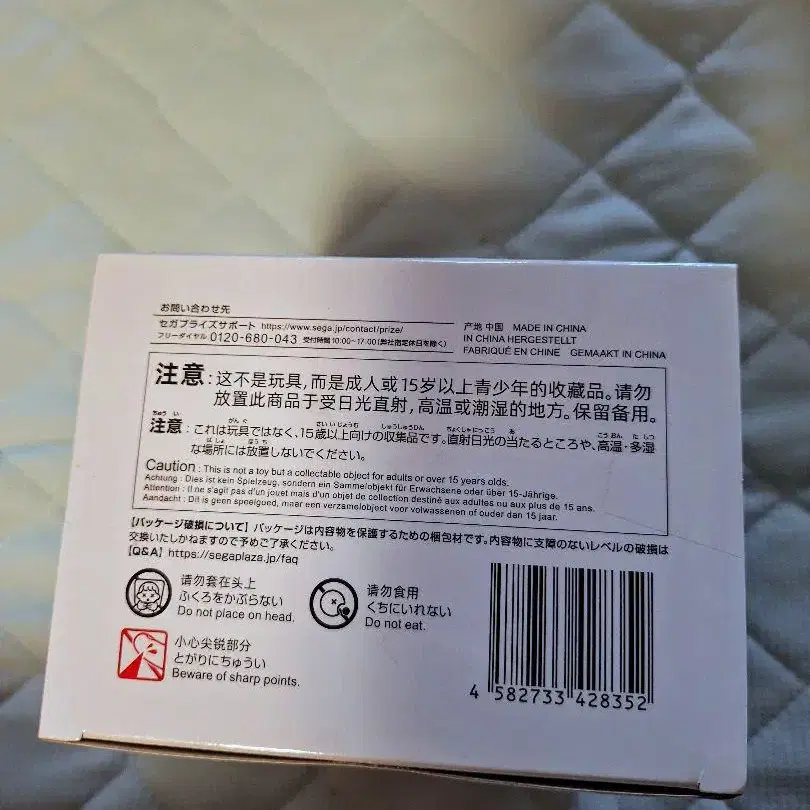 お問い合わせ先
セガプライズサポート https://www.sega.jp/contact/prize/
フリーダイヤル 0120-680-043 受付時間10:00~17:00(弊社指定休日を除く)
产地 中国 MADE IN CHINA
IN CHINA HERGESTELLT
FABRIQUÉ EN CHINE GEMAAKT IN CHINA
注意:这不是玩具,而是成人或15岁以上青少年的收藏品。请勿
放置此商品于受日光直射,高温或潮湿的地方。保留备用。
注意:これは玩具ではなく、15歳以上向けの収集品です。直射日光の当たるところや、高温・多湿
な場所には放置しないでください。
Caution : This is not a toy but a collectable object for adults or over 15 years old.
Achtung : Dies ist kein Spielzeug, sondern ein Sammelobjekt für Erwachsene oder über 15-Jährige.
Attention : Il ne s'agit pas d'un jouet mais d'un objet de collection destiné aux adultes ou aux plus de 15 ans.
Aandacht : Dit is geen speelgoed, maar een verzamelobject voor volwassenen of ouder dan 15 jaar.
【パッケージ破損について】パッケージは内容物を保護するための梱包材です。内容物に支障のないレベルの破損は
交換いたしかねますので予めご了承ください。
【Q&A】https://segaplaza.jp/faq
请勿套在头上
ふくろをかぶらない
Do not place on head.
请勿食用
くちにいれない
Do not eat.
小心尖锐部分
とがりにちゅうい
Beware of sharp points.
4 582733 428352